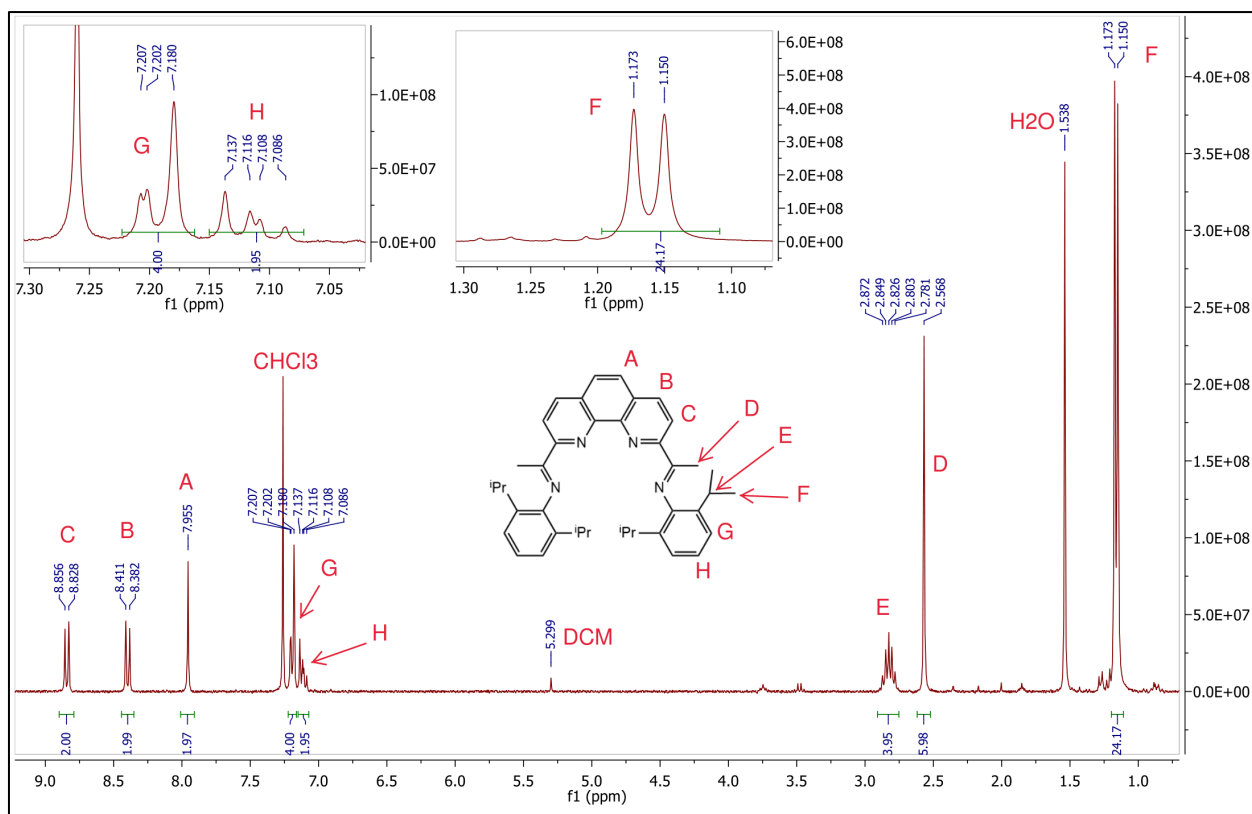 7.207
7.202
7.180
G
H
7.137
7.116
7.108
7.086
1.0E+08
5.0E+07
0.0E+00
4.00
1.95
7.30 7.25 7.20 7.15 7.10 7.05
f1 (ppm)
1.173
1.150
F
6.0E+08
5.0E+08
4.0E+08
3.0E+08
2.0E+08
1.0E+08
0.0E+00
24.17
1.30 1.20 1.10
f1 (ppm)
1.173
1.150
F
H2O
1.538
2.872
2.849
2.826
2.803
2.781
2.568
CHCl3
A
B
C
D
E
F
N N
N N
iPr
iPr
iPr
G
H
C
8.856
8.828
B
8.411
8.382
A
7.955
7.207
7.202
7.180
7.137
7.116
7.108
7.086
G
H
5.299
DCM
E
D
4.0E+08
3.5E+08
3.0E+08
2.5E+08
2.0E+08
1.5E+08
1.0E+08
5.0E+07
0.0E+00
2.00
1.99
1.97
4.00
1.95
3.95
5.98
24.17
9.0 8.5 8.0 7.5 7.0 6.5 6.0 5.5 5.0 4.5 4.0 3.5 3.0 2.5 2.0 1.5 1.0
f1 (ppm)